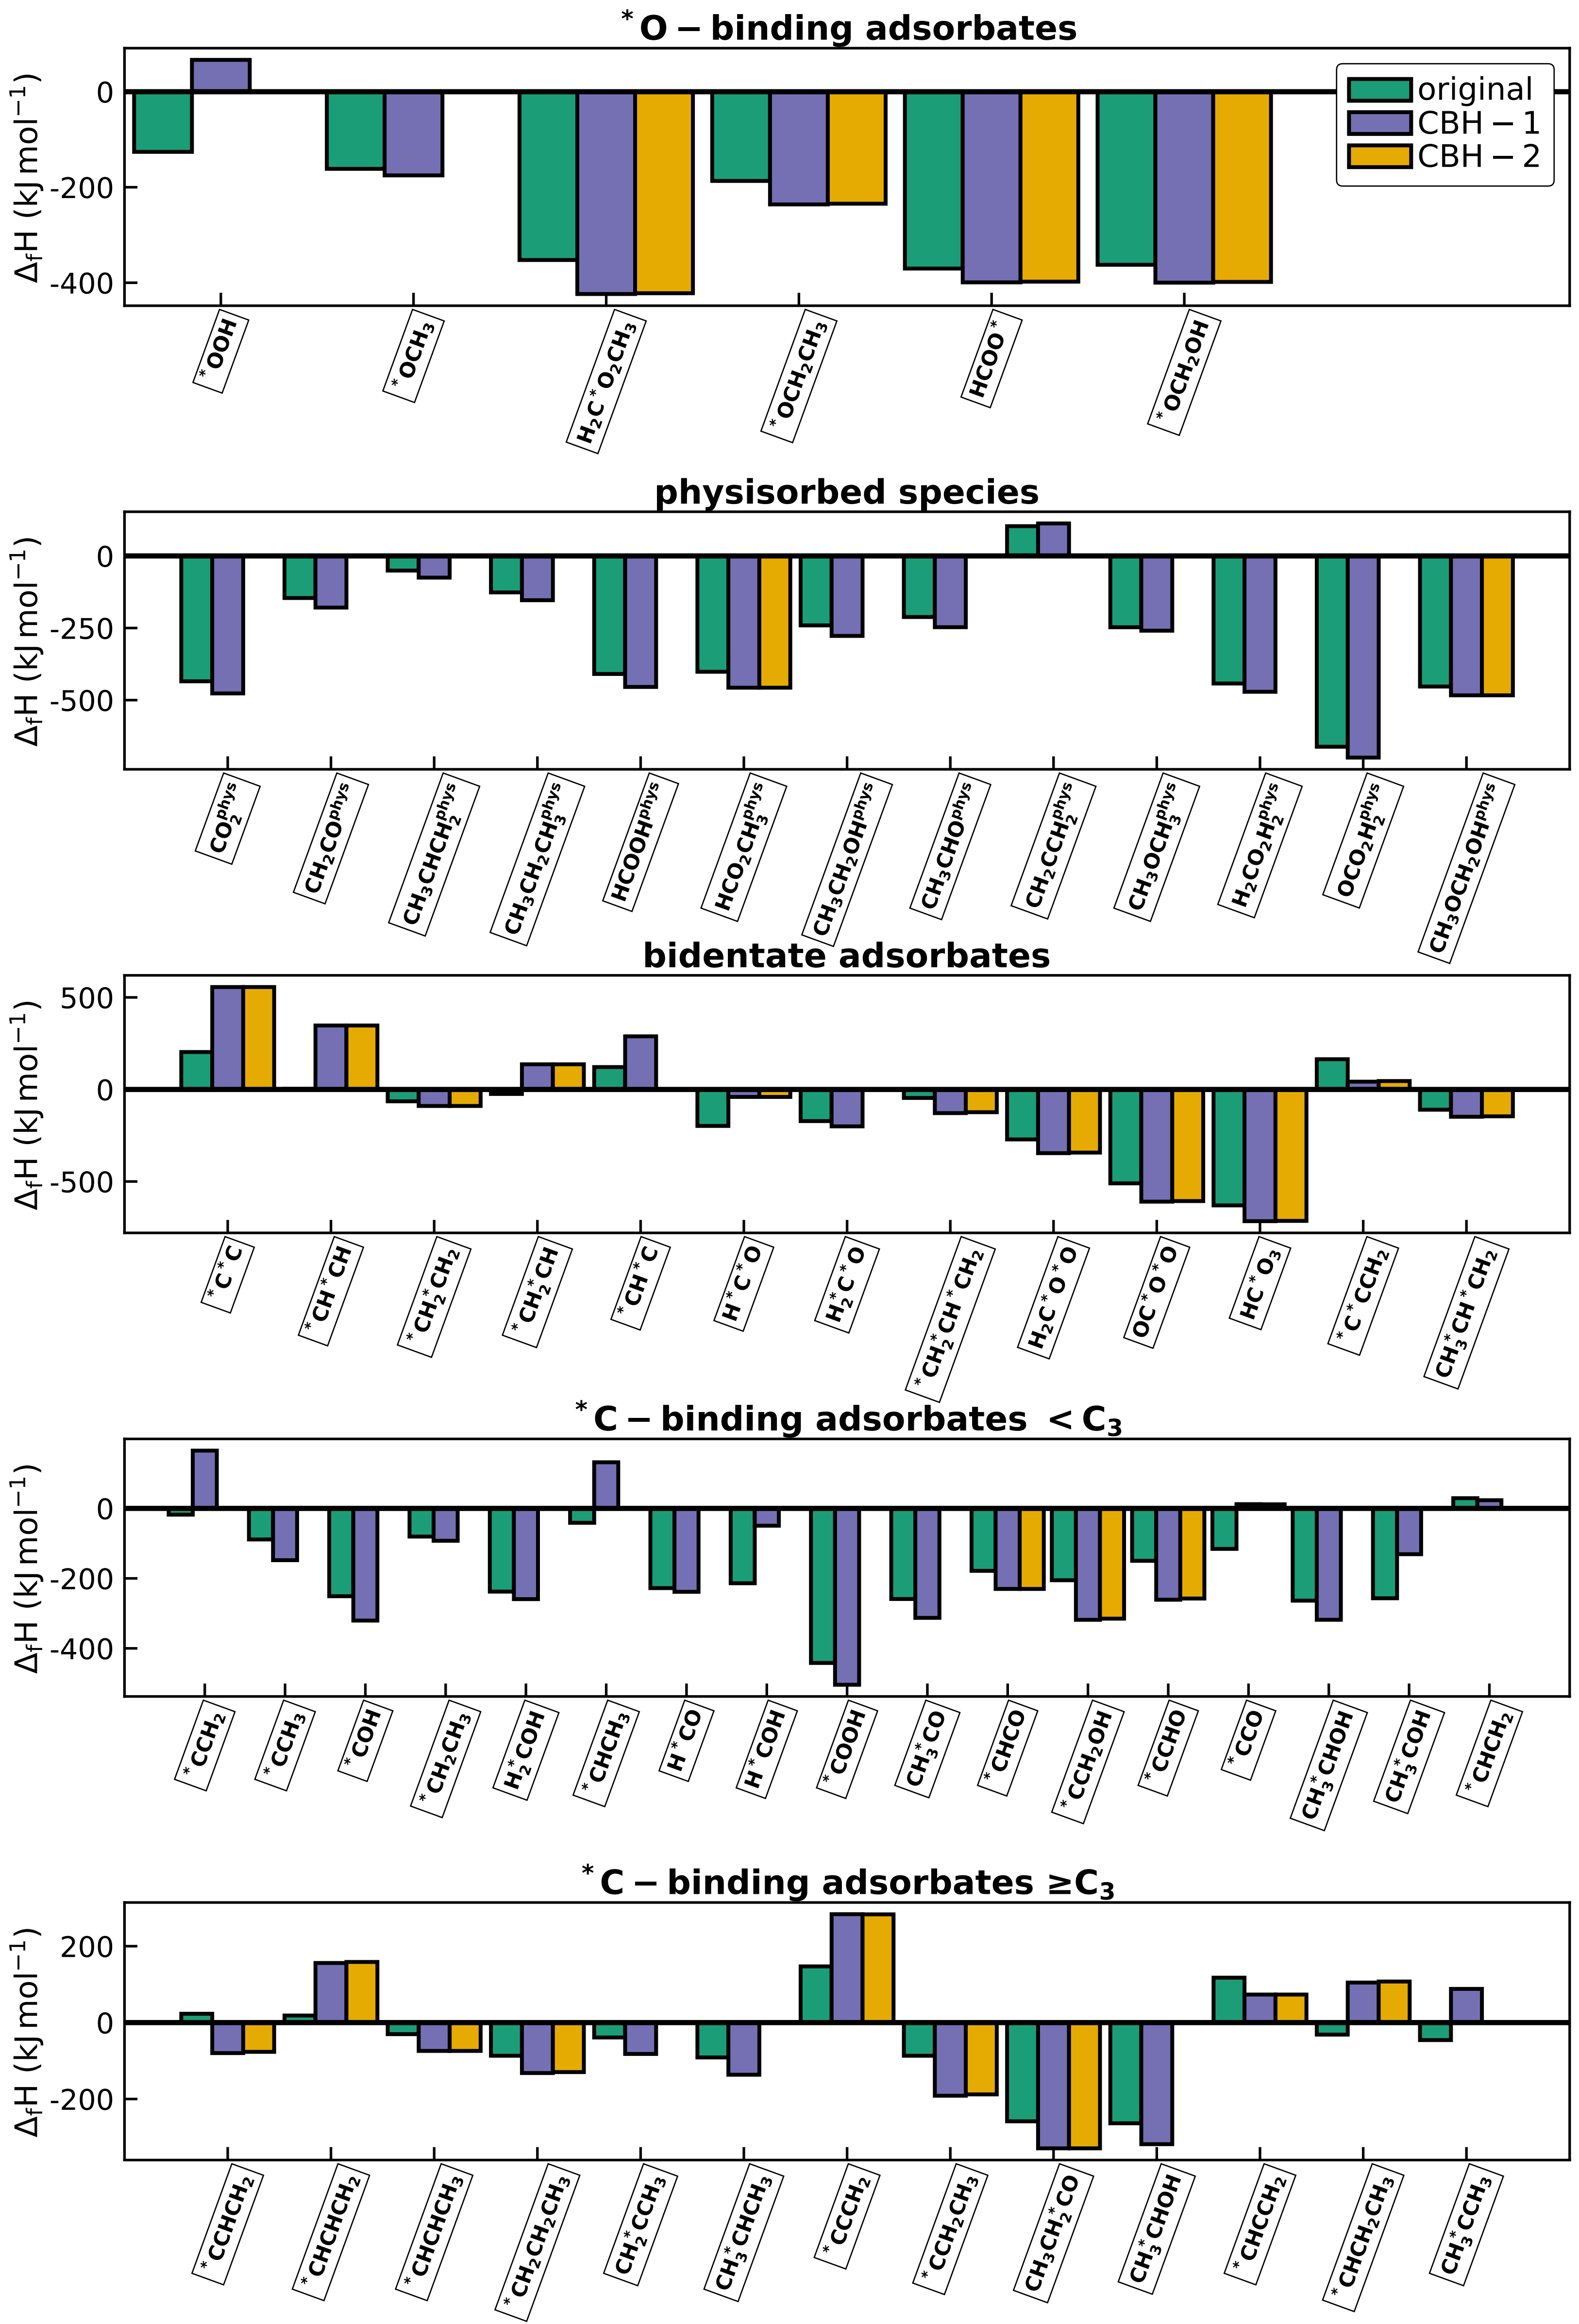 *O − binding adsorbates
ΔfH (kJ mol⁻¹)
0
-200
-400
original
CBH − 1
CBH − 2
*OOH
*OCH₃
H₂C*O₂CH₃
*OCH₂CH₃
HCOO*
*OCH₂OH
physisorbed species
ΔfH (kJ mol⁻¹)
0
-250
-500
CO₂ᵖʰʸˢ
CH₂COᵖʰʸˢ
CH₃CHCH₂ᵖʰʸˢ
CH₃CH₂CH₃ᵖʰʸˢ
HCOOHᵖʰʸˢ
HCO₂CH₃ᵖʰʸˢ
CH₃CH₂OHᵖʰʸˢ
CH₃CHOᵖʰʸˢ
CH₂CCH₂ᵖʰʸˢ
CH₃OCH₃ᵖʰʸˢ
H₂CO₂H₂ᵖʰʸˢ
OCO₂H₂ᵖʰʸˢ
CH₃OCH₂OHᵖʰʸˢ
bidentate adsorbates
ΔfH (kJ mol⁻¹)
500
0
-500
*C*C
*CH*CH
*CH₂*CH₂
*CH₂*CH
*CH*C
H*C*O
H₂*C*O
*CH₂*CH*CH₂
H₂C*O*O
OC*O*O
HC*O₃
*C*CCH₂
CH₃*CH*CH₂
*C − binding adsorbates < C₃
ΔfH (kJ mol⁻¹)
0
-200
-400
*CCH₂
*CCH₃
*COH
*CH₂CH₃
H₂*COH
*CHCH₃
H*CO
H*COH
*COOH
CH₃*CO
*CHCO
*CCH₂OH
*CCHO
*CCO
CH₃*CHOH
CH₃*COH
*CHCH₂
*C − binding adsorbates ≥C₃
ΔfH (kJ mol⁻¹)
200
0
-200
*CCHCH₂
*CHCHCH₂
*CHCHCH₃
*CH₂CH₂CH₃
CH₂*CCH₃
CH₃*CHCH₃
*CCCH₂
*CCH₂CH₃
CH₃CH₂*CO
CH₃*CHOH
*CHCCH₂
*CHCH₂CH₃
CH₃*CCH₃